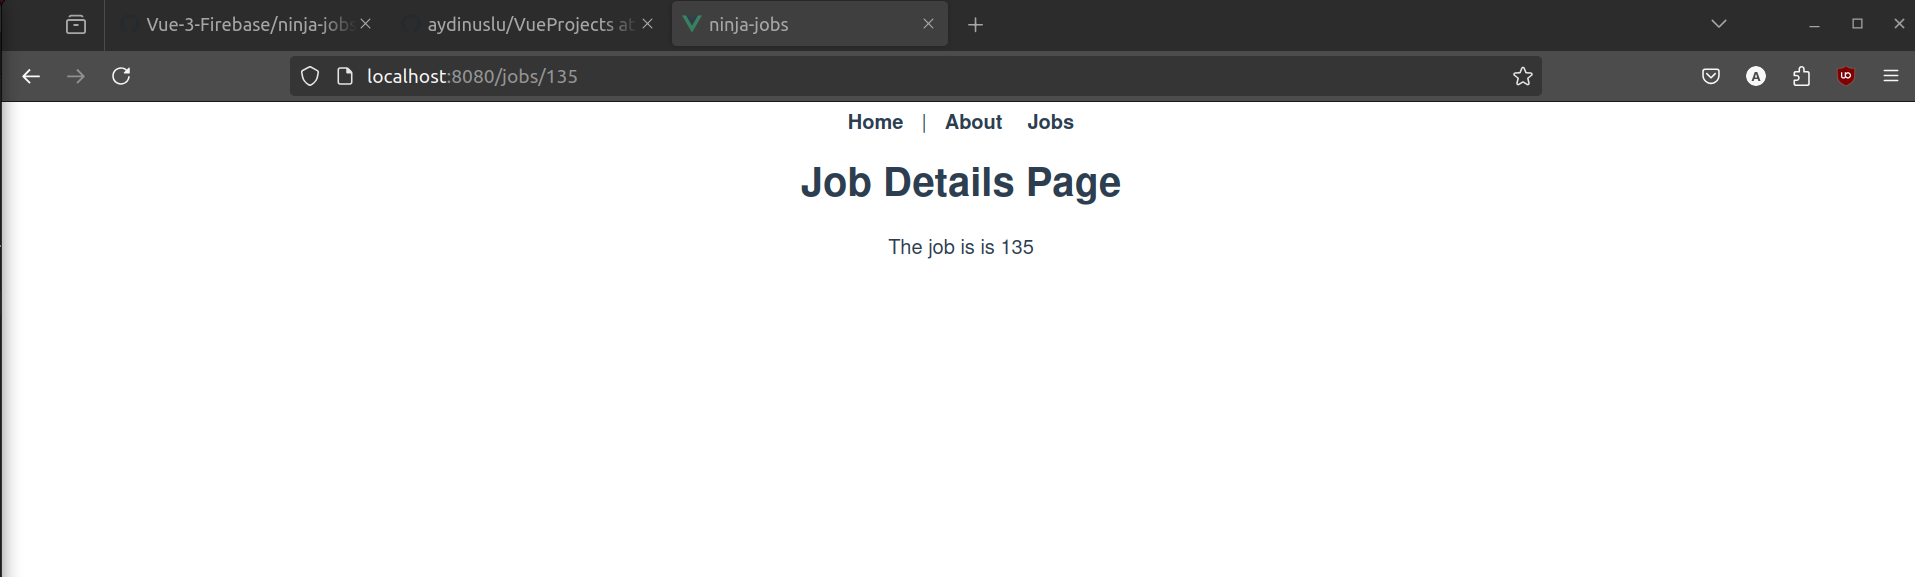 Vue-3-Firebase/ninja-jobs
aydinuslu/VueProjects at
ninja-jobs
localhost:8080/jobs/135
A
Home | About Jobs
Job Details Page
The job is is 135